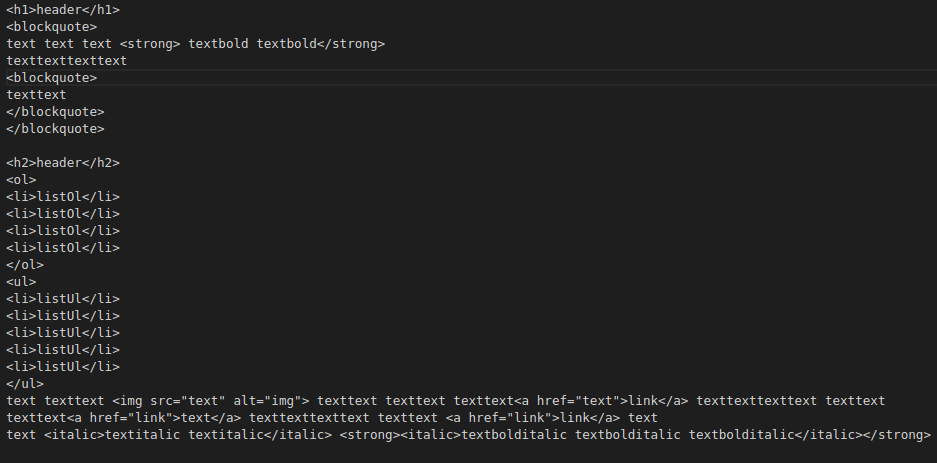 <h1>header</h1>
<blockquote>
text text text <strong> textbold textbold</strong>
texttexttexttext
<blockquote>
texttext
</blockquote>
</blockquote>

<h2>header</h2>
<ol>
<li>listOl</li>
<li>listOl</li>
<li>listOl</li>
<li>listOl</li>
</ol>
<ul>
<li>listUl</li>
<li>listUl</li>
<li>listUl</li>
<li>listUl</li>
<li>listUl</li>
</ul>
text texttext <img src="text" alt="img"> texttext texttext texttext<a href="text">link</a> texttexttexttext texttext
texttext<a href="link">text</a> texttexttexttext texttext <a href="link">link</a> text
text <italic>textitalic textitalic</italic> <strong><italic>textbolditalic textbolditalic textbolditalic</italic></strong>